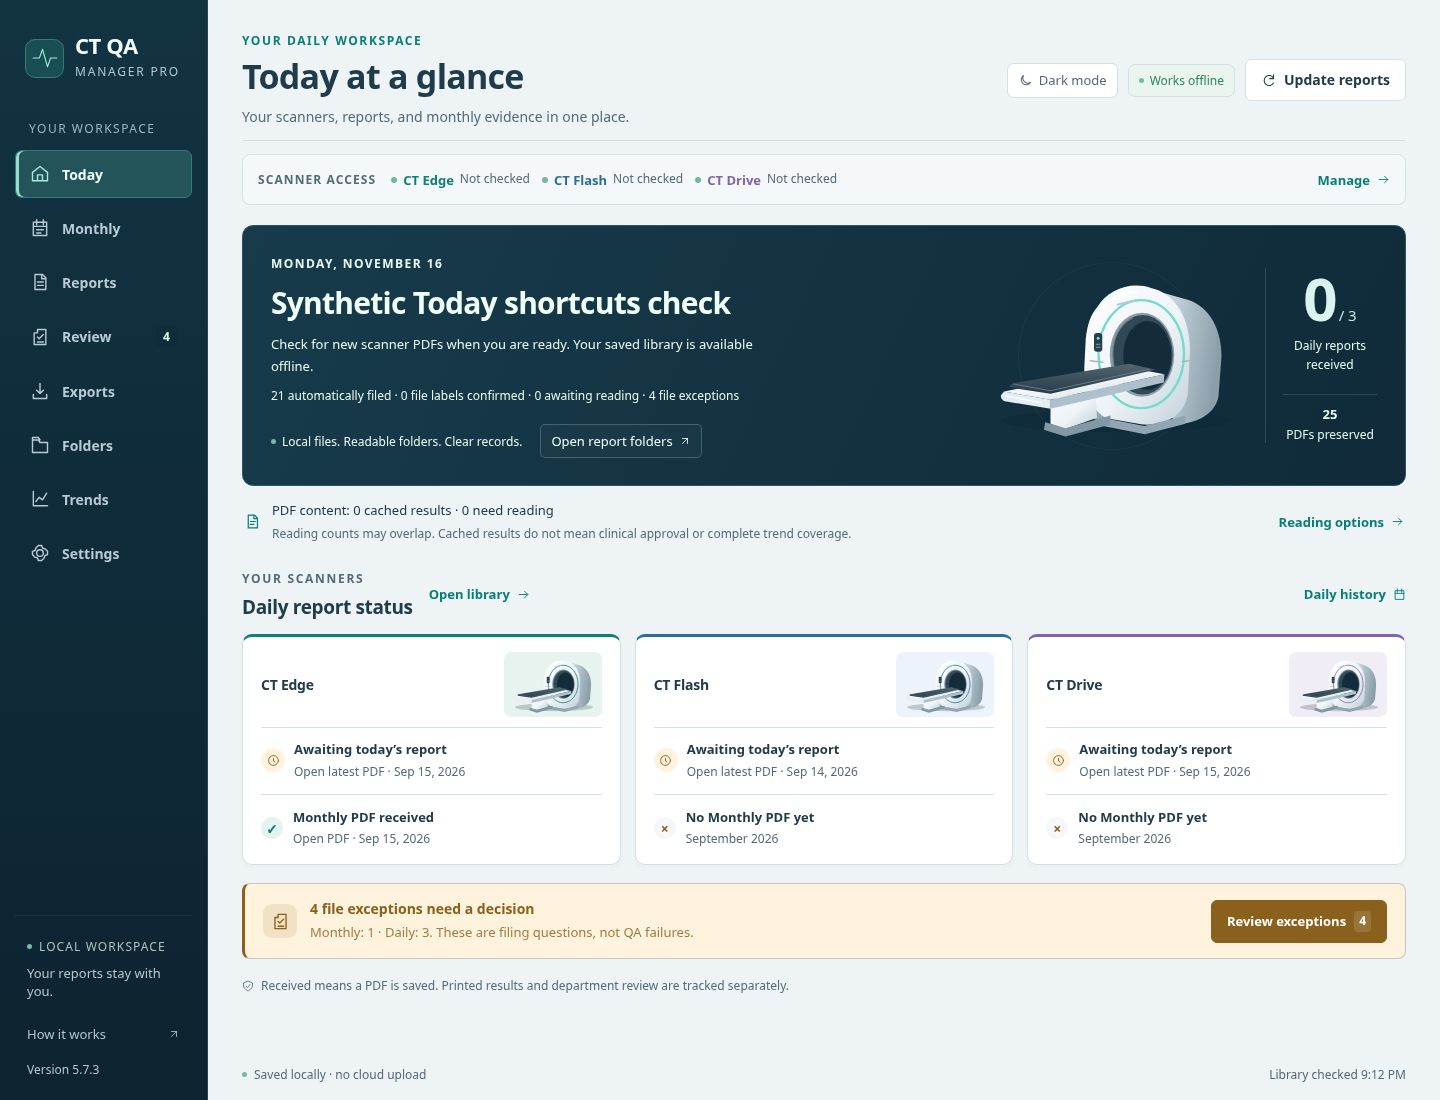 CT QA
MANAGER PRO
YOUR WORKSPACE
Today
Monthly
Reports
Review 4
Exports
Folders
Trends
Settings
LOCAL WORKSPACE
Your reports stay with
you.
How it works
Version 5.7.3
YOUR DAILY WORKSPACE
Today at a glance
Your scanners, reports, and monthly evidence in one place.
Dark mode
Works offline
Update reports
SCANNER ACCESS CT Edge Not checked CT Flash Not checked CT Drive Not checked Manage →
MONDAY, NOVEMBER 16
Synthetic Today shortcuts check
Check for new scanner PDFs when you are ready. Your saved library is available
offline.
21 automatically filed · 0 file labels confirmed · 0 awaiting reading · 4 file exceptions
Local files. Readable folders. Clear records.
Open report folders ↗
0 / 3
Daily reports
received
25
PDFs preserved
PDF content: 0 cached results · 0 need reading
Reading counts may overlap. Cached results do not mean clinical approval or complete trend coverage.
Reading options →
YOUR SCANNERS
Daily report status
Open library →
Daily history
CT Edge
Awaiting today's report
Open latest PDF · Sep 15, 2026
✓ Monthly PDF received
Open PDF · Sep 15, 2026
CT Flash
Awaiting today's report
Open latest PDF · Sep 14, 2026
× No Monthly PDF yet
September 2026
CT Drive
Awaiting today's report
Open latest PDF · Sep 15, 2026
× No Monthly PDF yet
September 2026
4 file exceptions need a decision
Monthly: 1 · Daily: 3. These are filing questions, not QA failures.
Review exceptions 4
Received means a PDF is saved. Printed results and department review are tracked separately.
Saved locally · no cloud upload
Library checked 9:12 PM